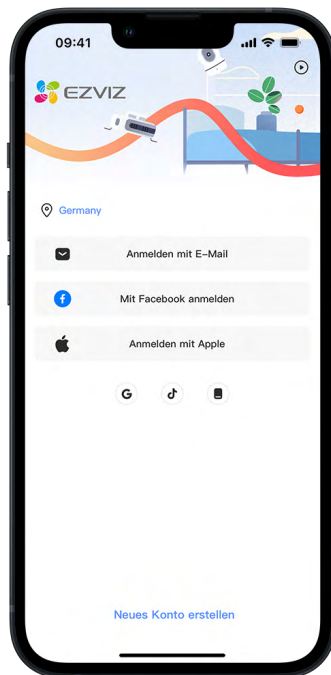 09:41
EZVIZ
Germany
Anmelden mit E-Mail
Mit Facebook anmelden
Anmelden mit Apple
Neues Konto erstellen